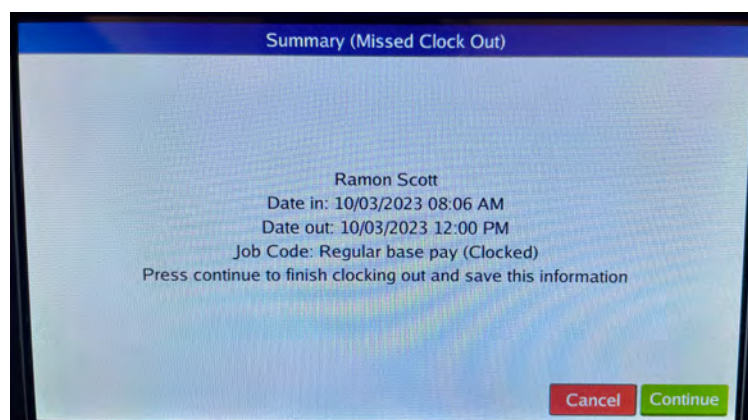 Summary (Missed Clock Out)
Ramon Scott
Date in: 10/03/2023 08:06 AM
Date out: 10/03/2023 12:00 PM
Job Code: Regular base pay (Clocked)
Press continue to finish clocking out and save this information
Cancel
Continue